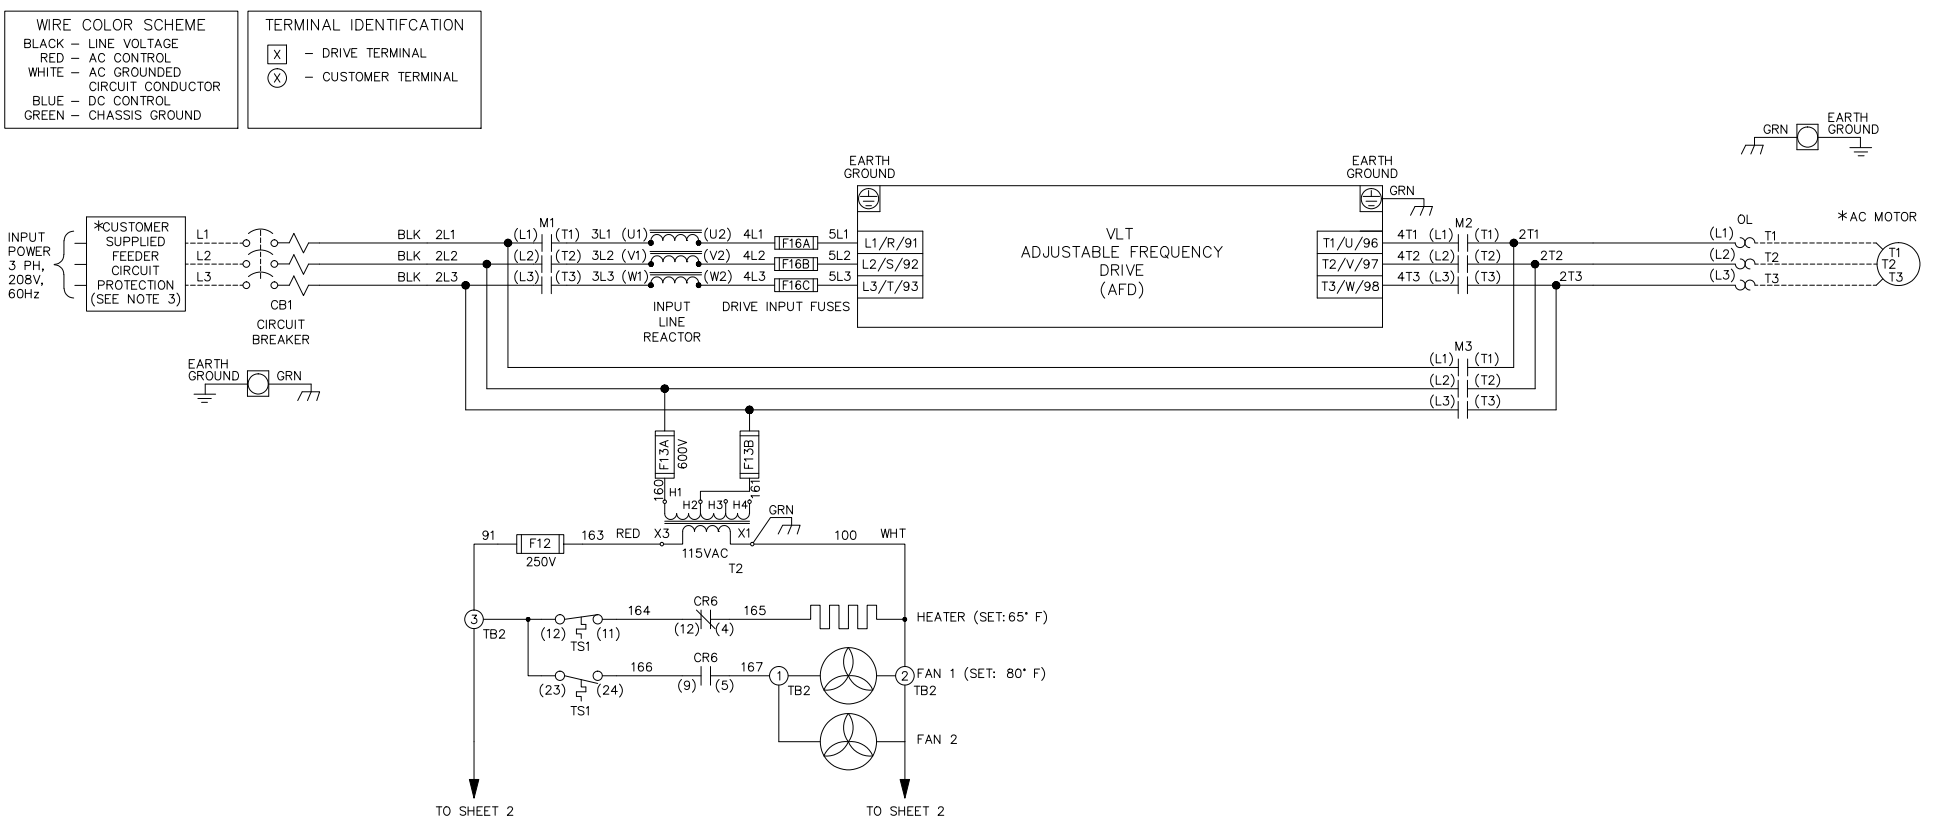 WIRE COLOR SCHEME
BLACK – LINE VOLTAGE
RED – AC CONTROL
WHITE – AC GROUNDED
CIRCUIT CONDUCTOR
BLUE – DC CONTROL
GREEN – CHASSIS GROUND
TERMINAL IDENTIFCATION
X – DRIVE TERMINAL
X – CUSTOMER TERMINAL
GRN
EARTH
GROUND
INPUT
POWER
3 PH,
208V,
60Hz
*CUSTOMER
SUPPLIED
FEEDER
CIRCUIT
PROTECTION
(SEE NOTE 3)
L1
L2
L3
CB1
CIRCUIT
BREAKER
BLK 2L1
BLK 2L2
BLK 2L3
M1
(L1) (T1) 3L1 (U1) (U2) 4L1 F16A 5L1
(L2) (T2) 3L2 (V1) (V2) 4L2 F16B 5L2
(L3) (T3) 3L3 (W1) (W2) 4L3 F16C 5L3
INPUT
LINE
REACTOR
DRIVE INPUT FUSES
EARTH
GROUND
L1/R/91
L2/S/92
L3/T/93
VLT
ADJUSTABLE FREQUENCY
DRIVE
(AFD)
EARTH
GROUND
GRN
T1/U/96
T2/V/97
T3/W/98
M2
4T1 (L1) (T1) 2T1
4T2 (L2) (T2) 2T2
4T3 (L3) (T3) 2T3
OL
(L1) T1
(L2) T2
(L3) T3
*AC MOTOR
T1
T2
T3
EARTH
GROUND
GRN
M3
(L1) (T1)
(L2) (T2)
(L3) (T3)
F13A
600V
F13B
160
161
H1
H2 H3 H4
GRN
91 F12 163 RED X3 X1 100 WHT
250V
115VAC
T2
3
TB2
(12) (11)
TS1
164
CR6
(12) (4)
165
HEATER (SET:65° F)
(23) (24)
TS1
166
CR6
(9) (5)
167
1
TB2
2
TB2
FAN 1 (SET: 80° F)
FAN 2
TO SHEET 2
TO SHEET 2